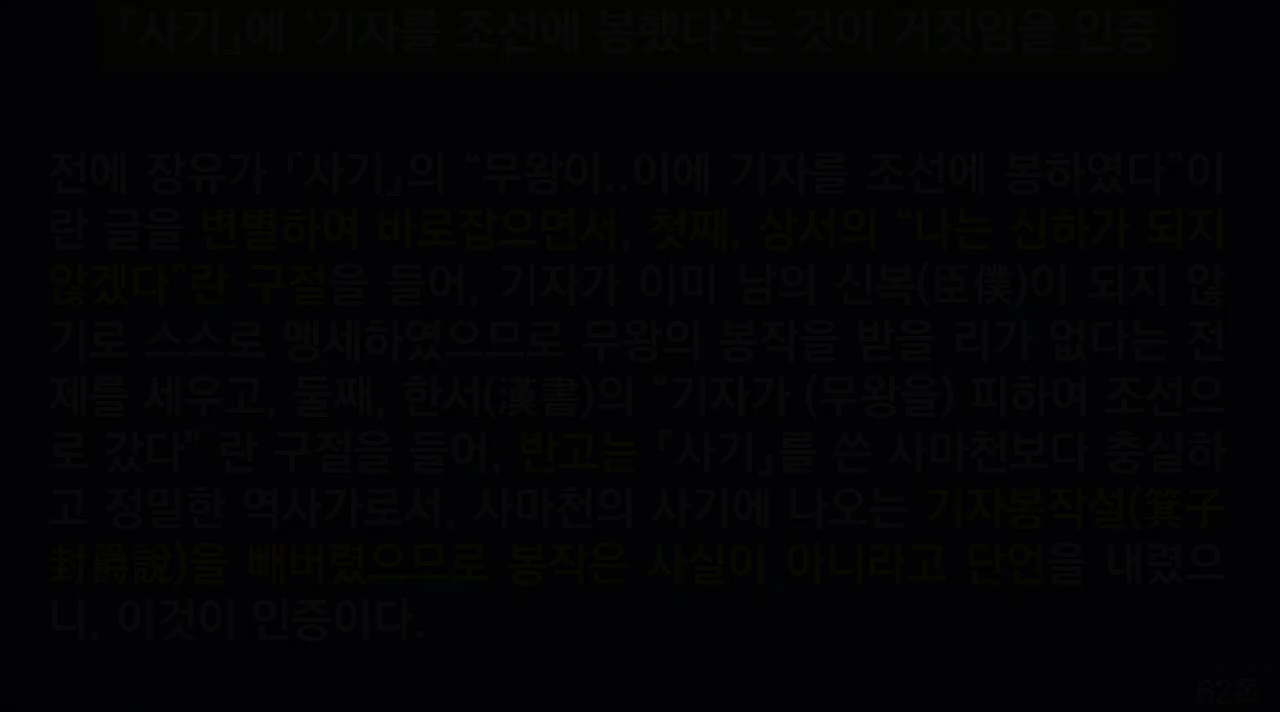 『사기』에 ‘기자를 조선에 봉했다’는 것이 거짓임을 인증
전에 장유가 『사기』의 “무왕이..이에 기자를 조선에 봉하였다”이
란 글을 변별하여 바로잡으면서, 첫째, 상서의 “나는 신하가 되지
않겠다”란 구절을 들어, 기자가 이미 남의 신복(臣僕)이 되지 않
기로 스스로 맹세하였으므로 무왕의 봉작을 받을 리가 없다는 전
제를 세우고, 둘째, 한서(漢書)의 “기자가 (무왕을) 피하여 조선으
로 갔다” 란 구절을 들어, 반고는 『사기』를 쓴 사마천보다 충실하
고 정밀한 역사가로서, 사마천의 사기에 나오는 기자봉작설(箕子
封爵說)을 빼버렸으므로 봉작은 사실이 아니라고 단언을 내렸으
니, 이것이 인증이다.
62쪽